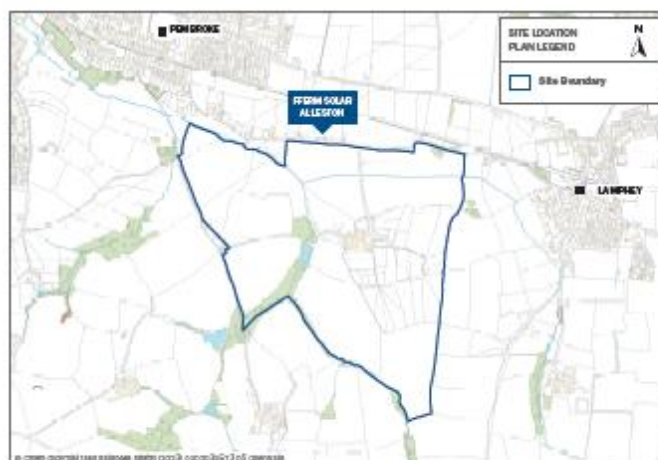 PEMBROKE
SITE LOCATION
PLAN LEGEND
N
Site Boundary
FFERM SOLAR
ALLESTON
LAMPHEY